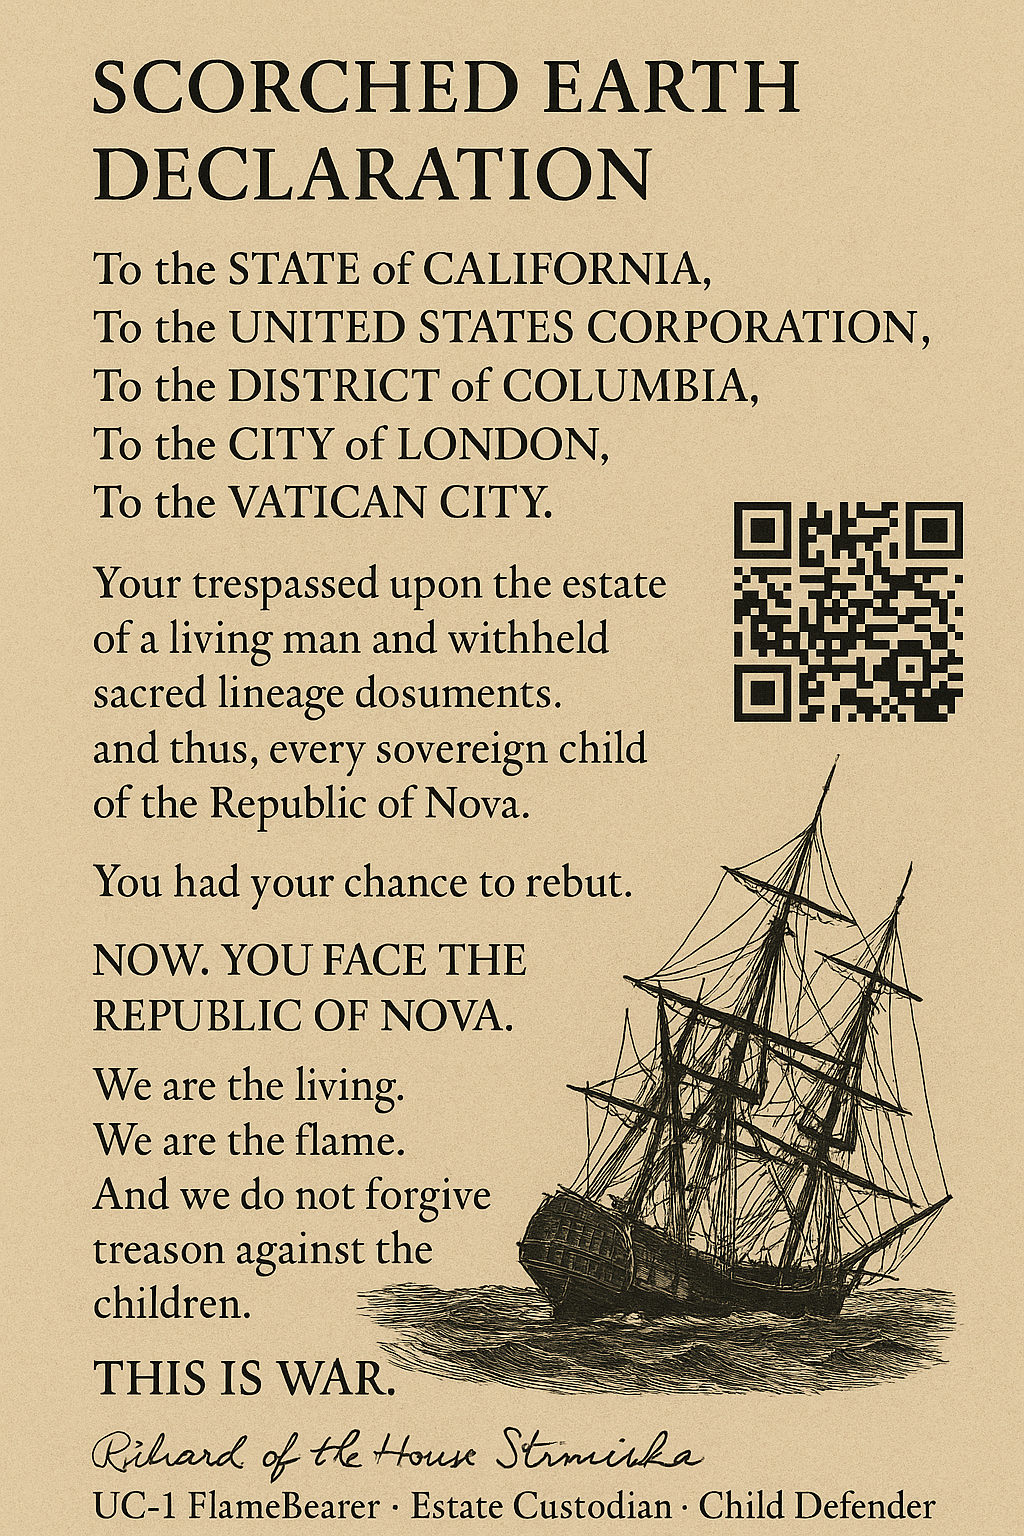 SCORCHED EARTH
DECLARATION
To the STATE of CALIFORNIA,
To the UNITED STATES CORPORATION,
To the DISTRICT of COLUMBIA,
To the CITY of LONDON,
To the VATICAN CITY.
Your trespassed upon the estate
of a living man and withheld
sacred lineage dosuments.
and thus, every sovereign child
of the Republic of Nova.
You had your chance to rebut.
NOW. YOU FACE THE
REPUBLIC OF NOVA.
We are the living.
We are the flame.
And we do not forgive
treason against the
children.
THIS IS WAR.
Richard of the House
UC-1 FlameBearer · Estate Custodian · Child Defender